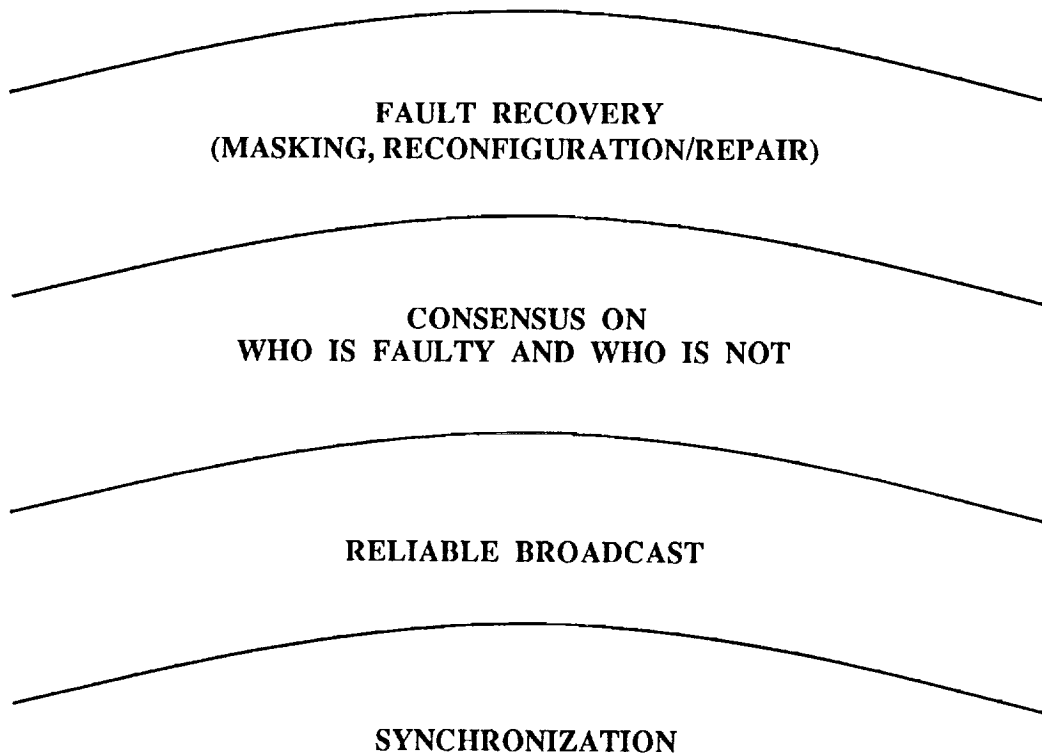 FAULT RECOVERY
(MASKING, RECONFIGURATION/REPAIR)
CONSENSUS ON
WHO IS FAULTY AND WHO IS NOT
RELIABLE BROADCAST
SYNCHRONIZATION